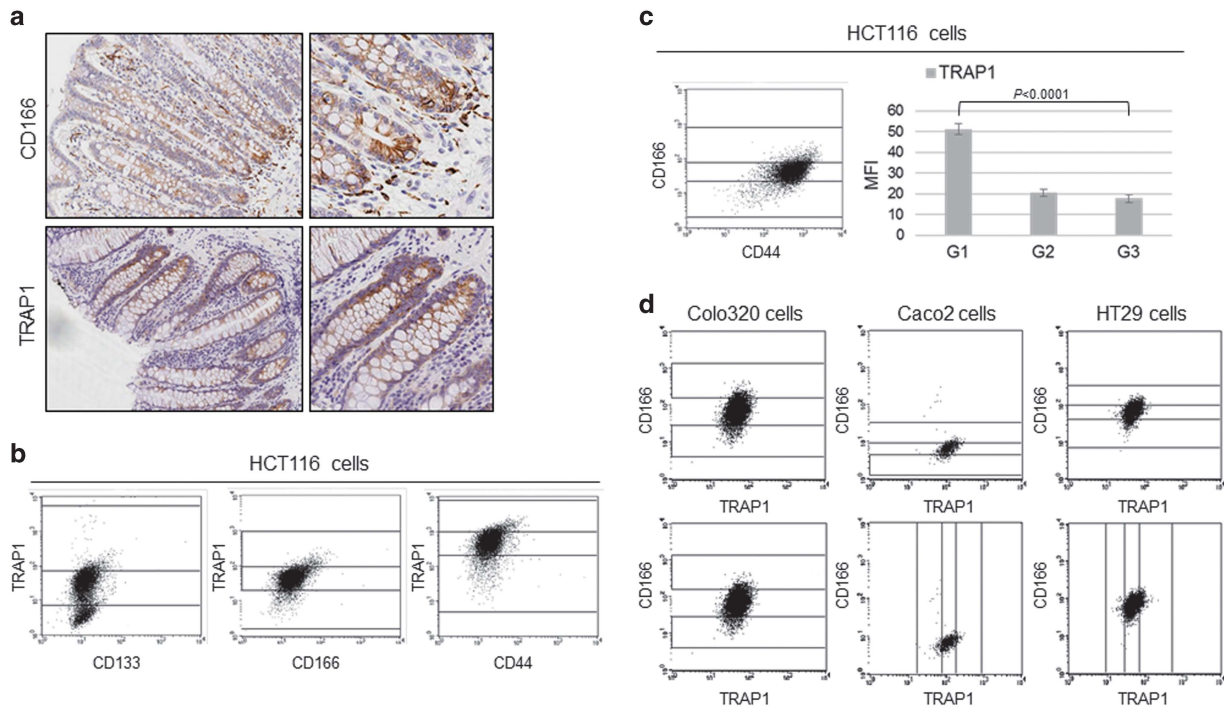 a
CD166
TRAP1
b
HCT116 cells
TRAP1
CD133
TRAP1
CD166
TRAP1
CD44
c
HCT116 cells
CD166
CD44
TRAP1
P<0.0001
MFI
60
50
40
30
20
10
0
G1
G2
G3
d
Colo320 cells
Caco2 cells
HT29 cells
CD166
TRAP1
CD166
TRAP1
CD166
TRAP1
CD166
TRAP1
CD166
TRAP1
CD166
TRAP1